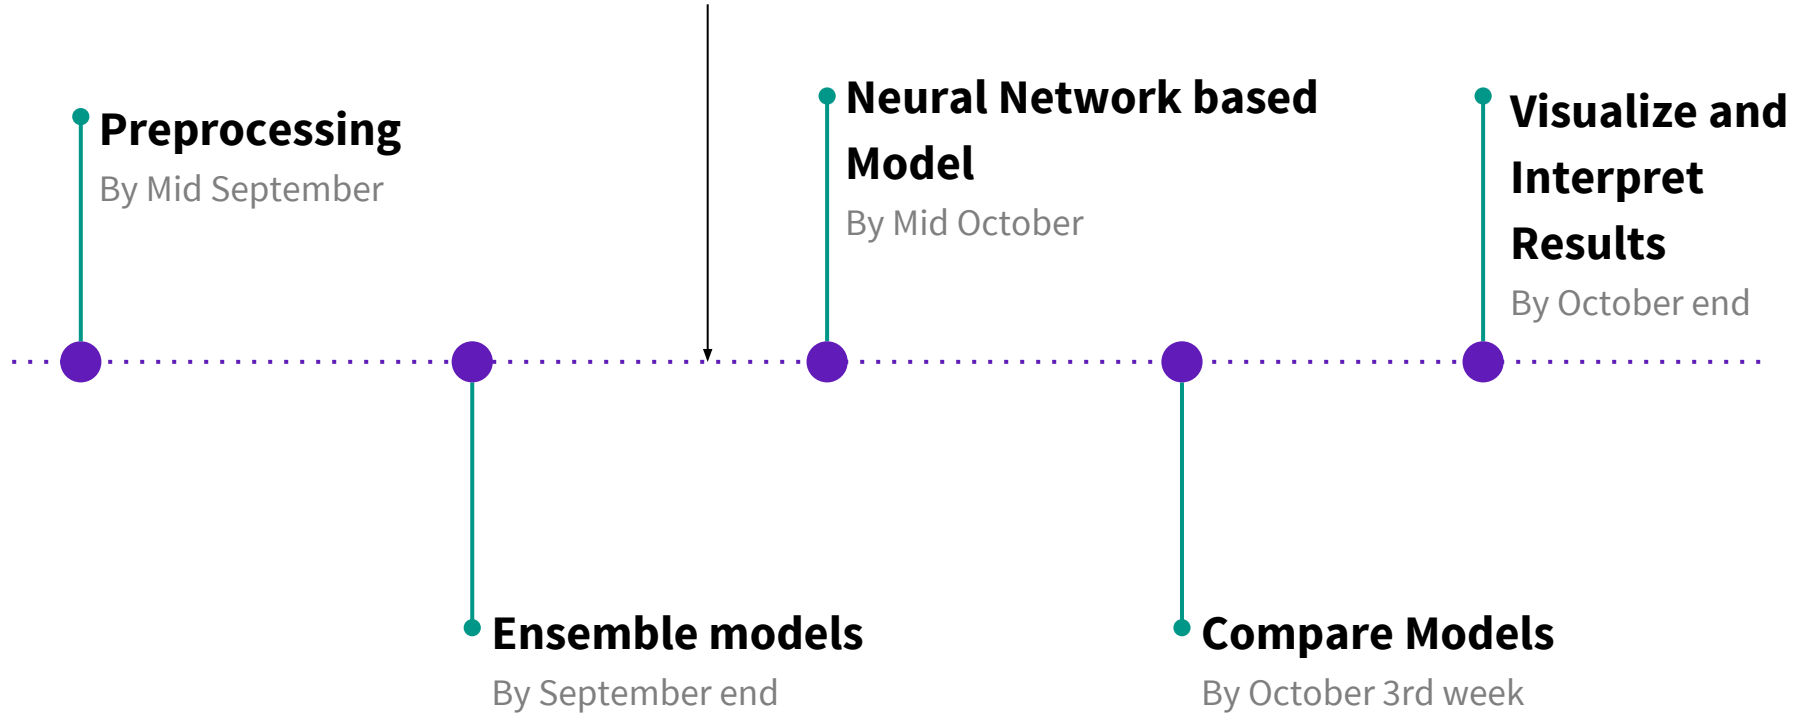 Preprocessing
By Mid September
Ensemble models
By September end
Neural Network based
Model
By Mid October
Compare Models
By October 3rd week
Visualize and
Interpret
Results
By October end